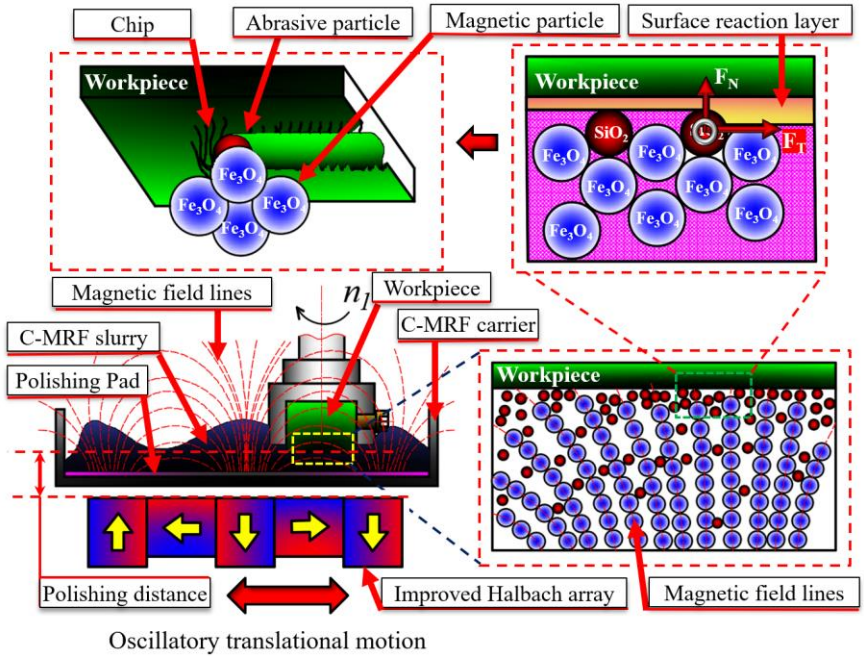 Chip
Abrasive particle
Magnetic particle
Surface reaction layer
Workpiece
Fe₃O₄
Fe₃O₄
Fe₃O₄
Fe₃O₄
Workpiece
F_N
SiO₂
SiO₂
F_T
Fe₃O₄
Fe₃O₄
Fe₃O₄
Fe₃O₄
Fe₃O₄
Fe₃O₄
Fe₃O₄
Fe₃O₄
Magnetic field lines
n₁
Workpiece
C-MRF slurry
C-MRF carrier
Polishing Pad
Workpiece
Polishing distance
Improved Halbach array
Magnetic field lines
Oscillatory translational motion